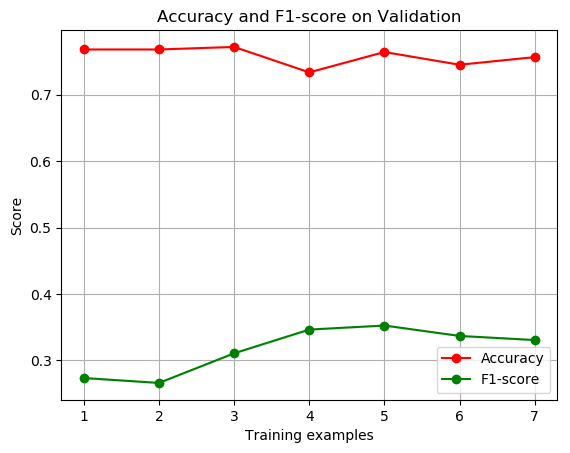 Accuracy and F1-score on Validation
Score
0.7
0.6
0.5
0.4
0.3
1 2 3 4 5 6 7
Training examples
Accuracy
F1-score